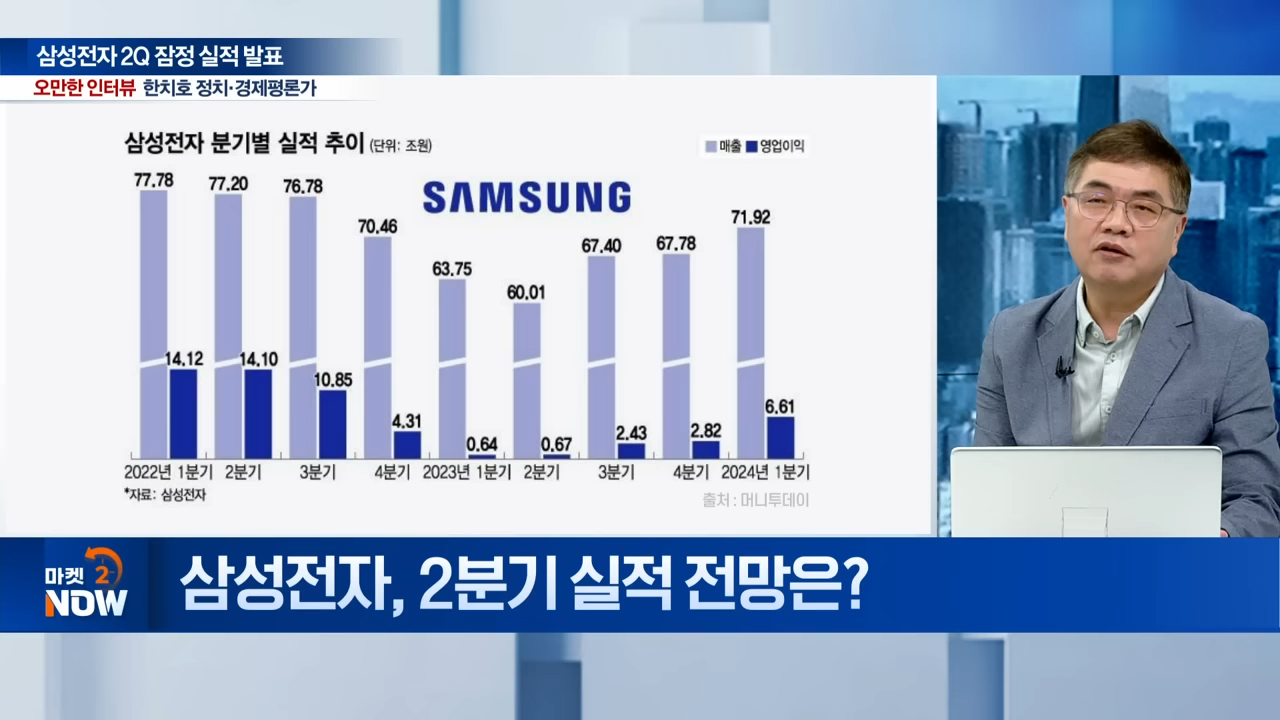 삼성전자 2Q 잠정 실적 발표
오만한 인터뷰 한치호 정치·경제평론가
삼성전자 분기별 실적 추이 (단위: 조원)
매출 영업이익
SAMSUNG
77.78 77.20 76.78 70.46 63.75 60.01 67.40 67.78 71.92
14.12 14.10 10.85 4.31 0.64 0.67 2.43 2.82 6.61
2022년 1분기 2분기 3분기 4분기 2023년 1분기 2분기 3분기 4분기 2024년 1분기
*자료: 삼성전자
출처 : 머니투데이
마켓 2
NOW
삼성전자, 2분기 실적 전망은?